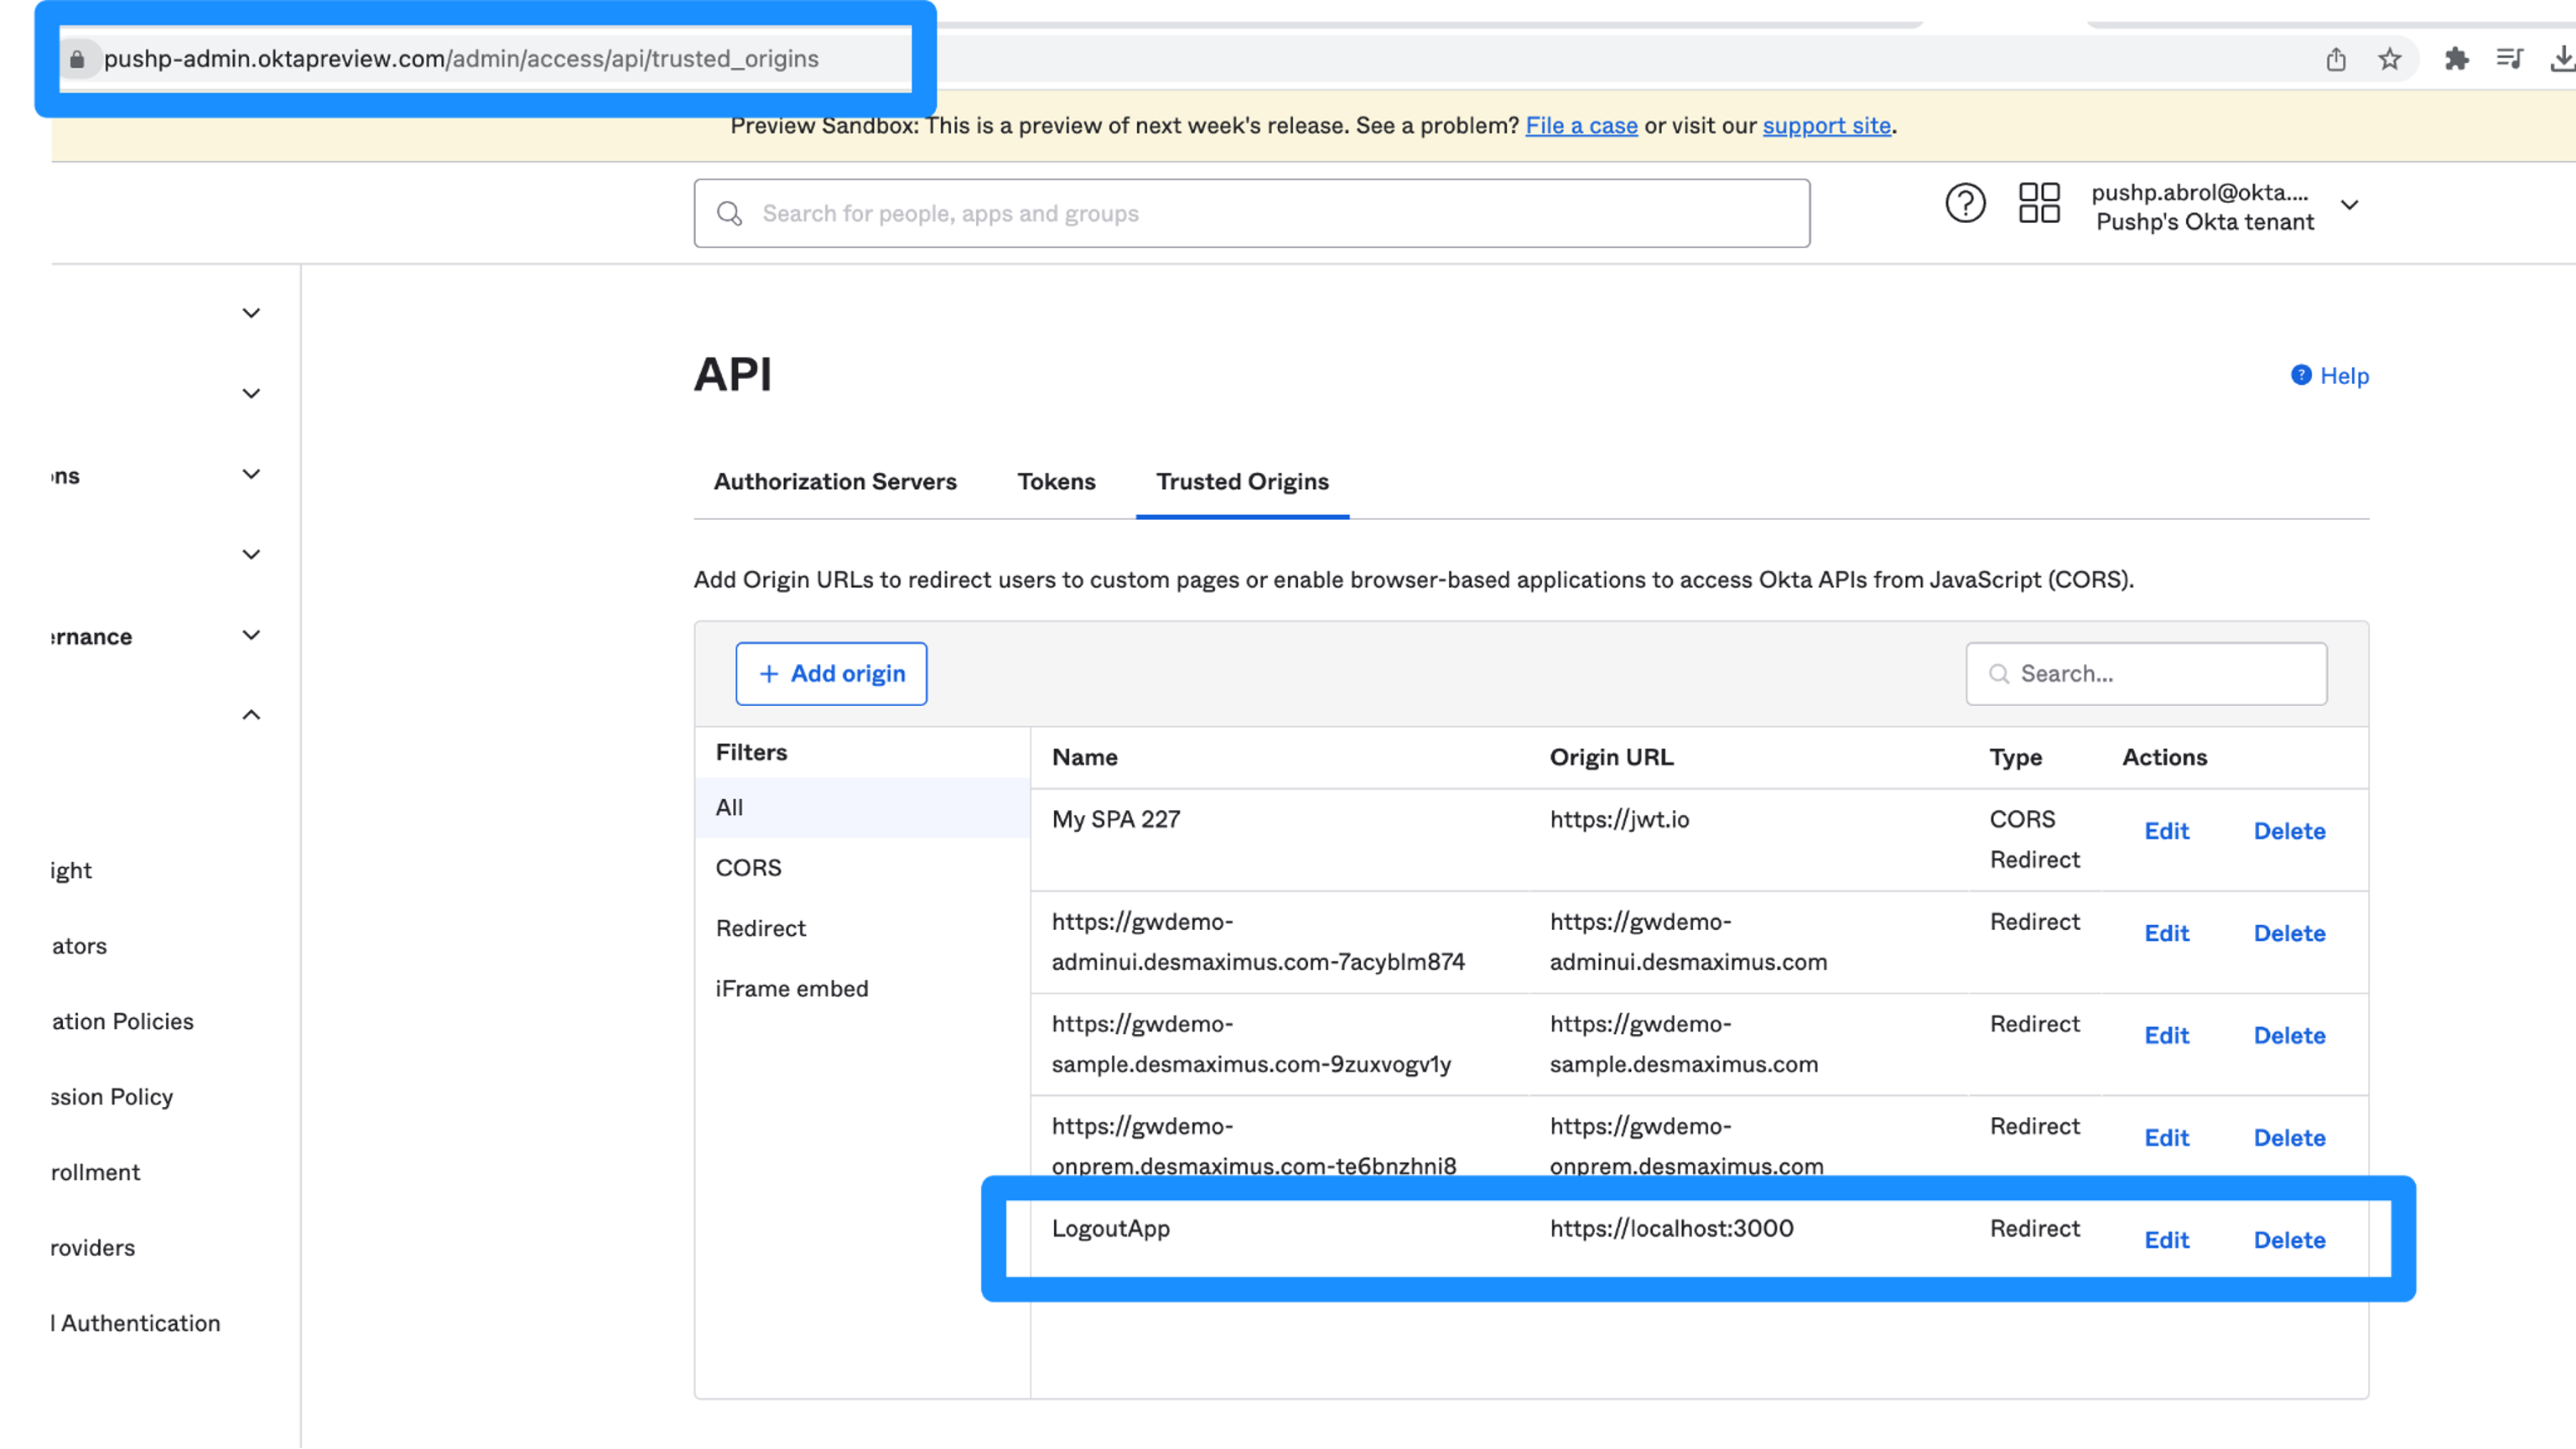 pushp-admin.oktapreview.com/admin/access/api/trusted_origins
Preview Sandbox: This is a preview of next week's release. See a problem? File a case or visit our support site.
Search for people, apps and groups
pushp.abrol@okta....
Pushp's Okta tenant
API
Help
Authorization Servers Tokens Trusted Origins
Add Origin URLs to redirect users to custom pages or enable browser-based applications to access Okta APIs from JavaScript (CORS).
+ Add origin
Search...
Filters
All
CORS
Redirect
iFrame embed
Name Origin URL Type Actions
My SPA 227 https://jwt.io CORS Edit Delete
Redirect
https://gwdemo- https://gwdemo- Redirect Edit Delete
adminui.desmaximus.com-7acyblm874 adminui.desmaximus.com
https://gwdemo- https://gwdemo- Redirect Edit Delete
sample.desmaximus.com-9zuxvogv1y sample.desmaximus.com
https://gwdemo- https://gwdemo- Redirect Edit Delete
onprem.desmaximus.com-te6bnzhni8 onprem.desmaximus.com
LogoutApp https://localhost:3000 Redirect Edit Delete
ons
ernance
ight
ators
ation Policies
ssion Policy
rollment
roviders
l Authentication